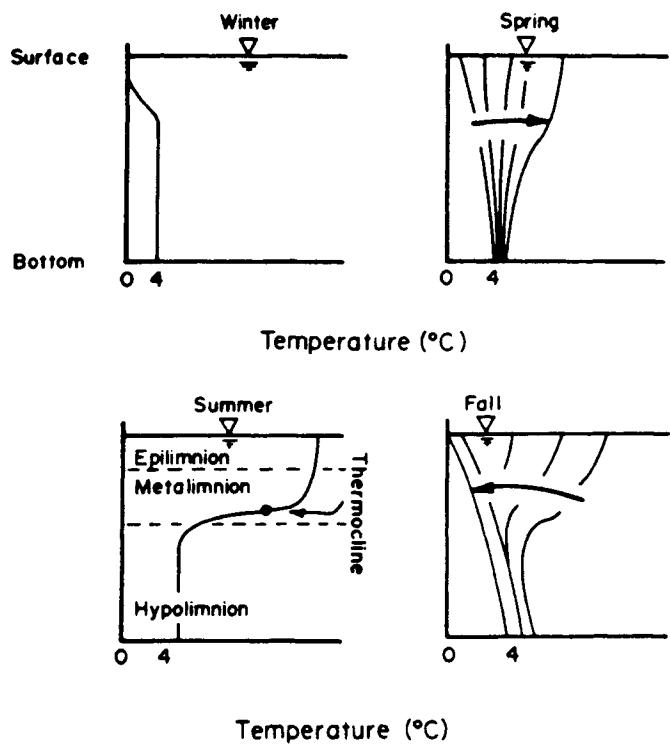 Winter
Spring
Surface
Bottom
0 4
0 4
Temperature (°C)
Summer
Fall
Epilimnion
Metalimnion
Thermocline
Hypolimnion
0 4
0 4
Temperature (°C)